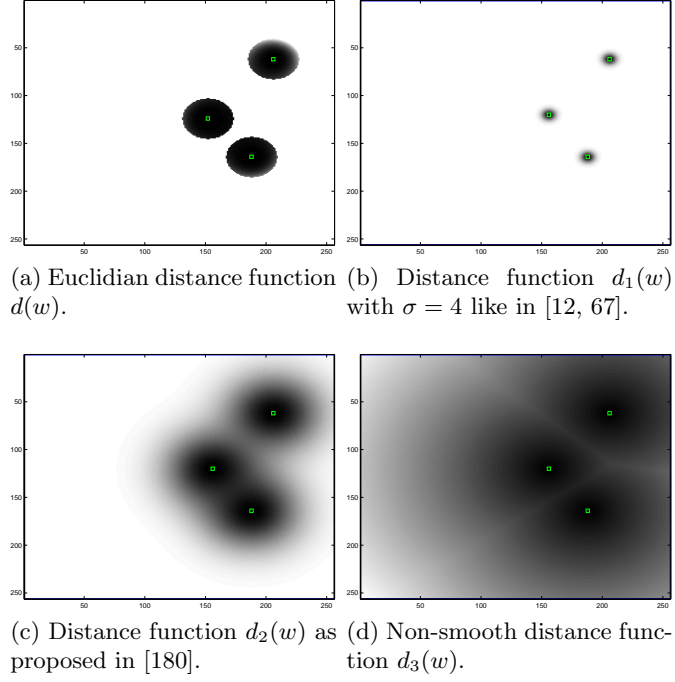 50
100
150
200
250
50 100 150 200 250
50
100
150
200
250
50 100 150 200 250
(a) Euclidian distance function
d(w).
(b) Distance function d₁(w)
with σ = 4 like in [12, 67].
50
100
150
200
250
50 100 150 200 250
50
100
150
200
250
50 100 150 200 250
(c) Distance function d₂(w) as
proposed in [180].
(d) Non-smooth distance func-
tion d₃(w).